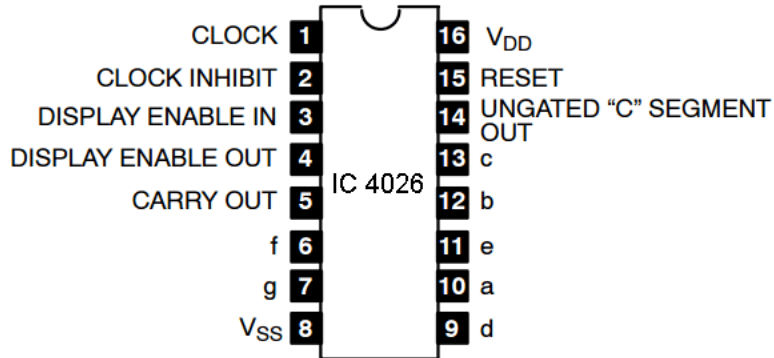 CLOCK 1 16 VDD
CLOCK INHIBIT 2 15 RESET
DISPLAY ENABLE IN 3 14 UNGATED “C” SEGMENT
OUT
DISPLAY ENABLE OUT 4 13 c
IC 4026
CARRY OUT 5 12 b
f 6 11 e
g 7 10 a
VSS 8 9 d